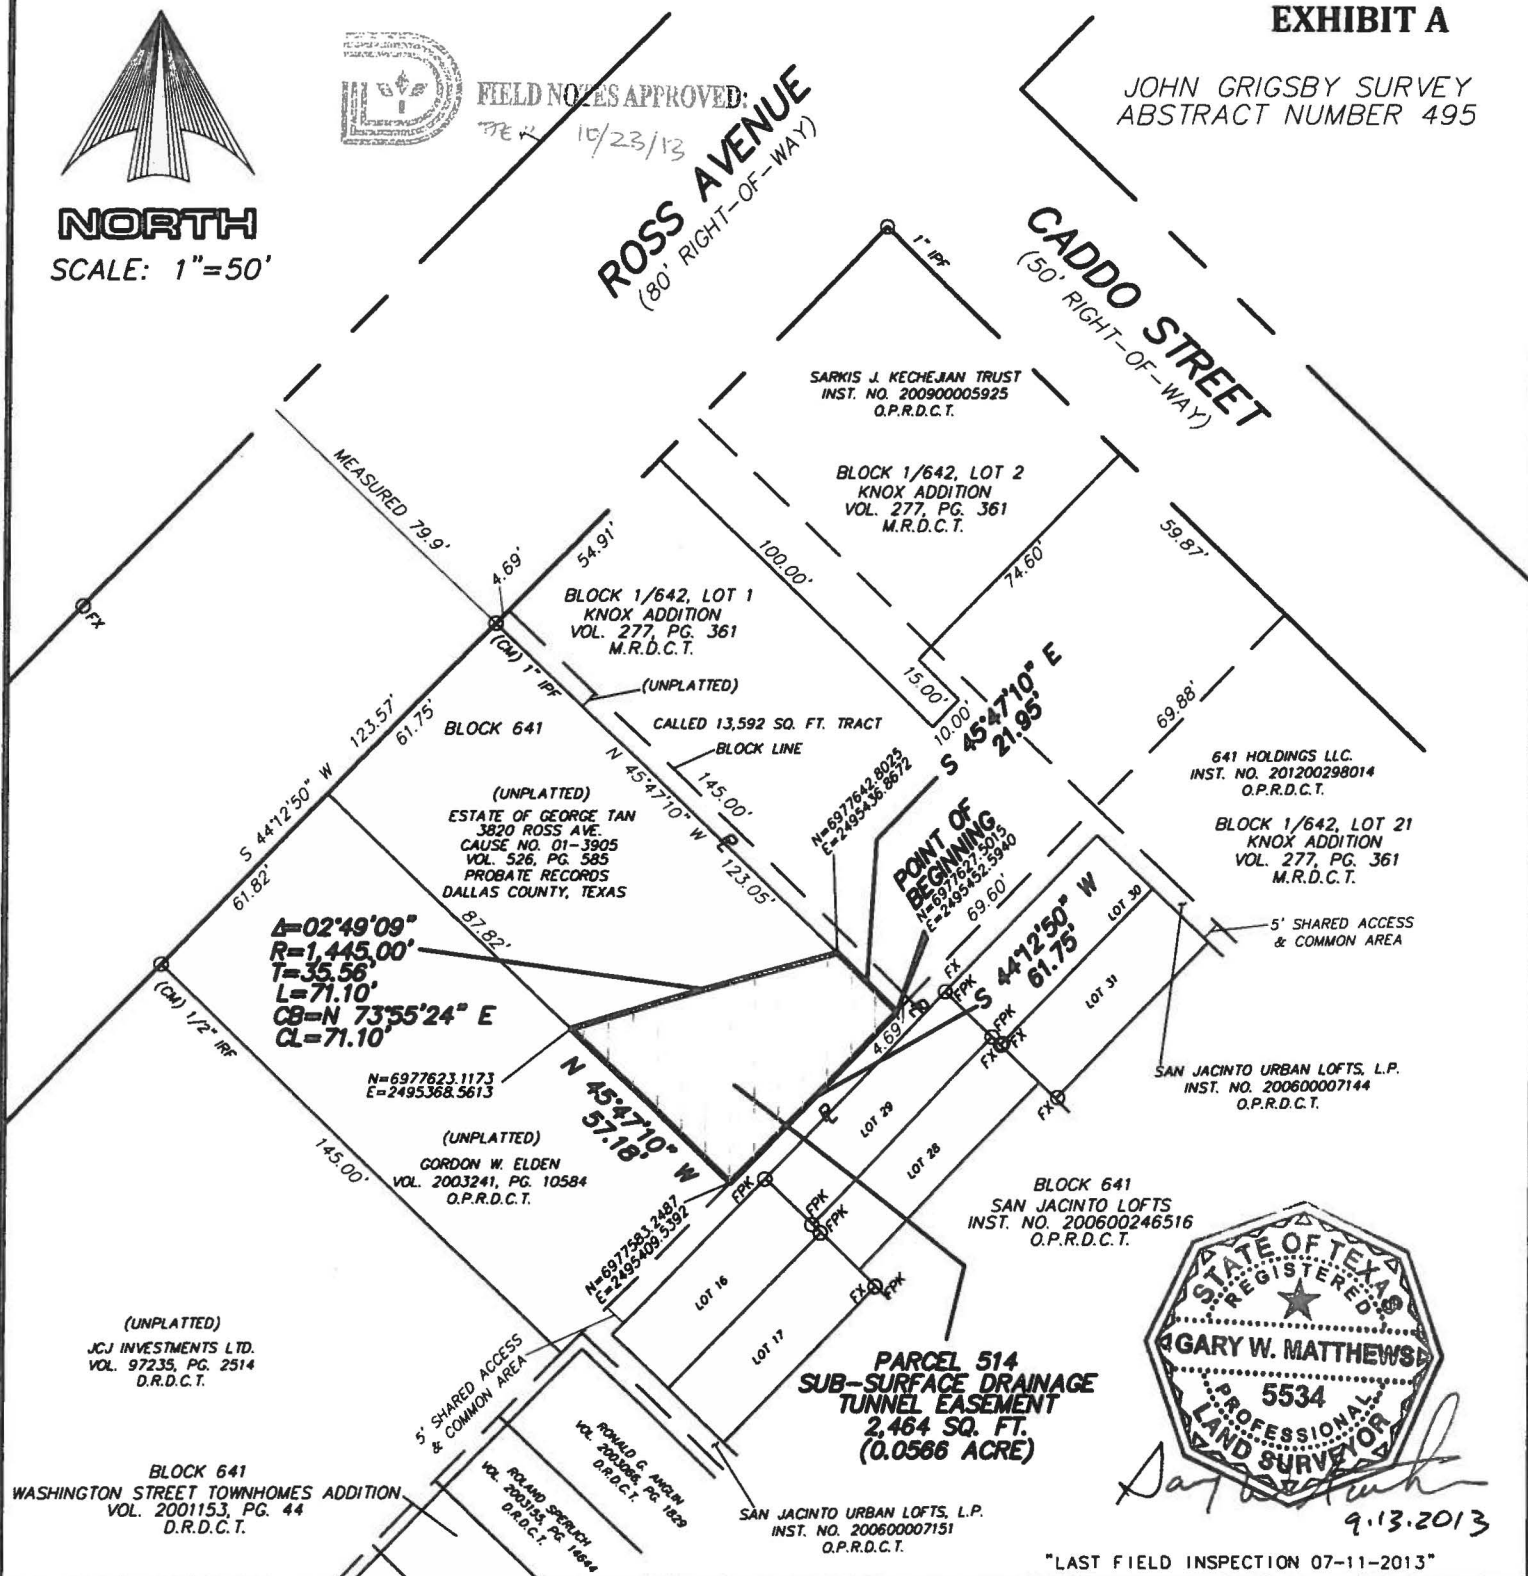 EXHIBIT A
JOHN GRIGSBY SURVEY
ABSTRACT NUMBER 495
NORTH
SCALE: 1"=50'
FIELD NOTES APPROVED:
10/23/13
ROSS AVENUE
(80' RIGHT-OF-WAY)
CADDO STREET
(50' RIGHT-OF-WAY)
1" IPF
SARKIS J. KECHEJIAN TRUST
INST. NO. 200900005925
O.P.R.D.C.T.
BLOCK 1/642, LOT 2
KNOX ADDITION
VOL. 277, PG. 361
M.R.D.C.T.
MEASURED 79.9'
4.69'
54.91'
100.00'
74.60'
59.87'
FX
(CM) 1" IPF
BLOCK 1/642, LOT 1
KNOX ADDITION
VOL. 277, PG. 361
M.R.D.C.T.
(UNPLATTED)
CALLED 13,592 SQ. FT. TRACT
BLOCK LINE
15.00'
10.00'
S 45°47'10" E
21.95'
69.88'
S 44°12'50" W
123.57'
61.75'
61.82'
BLOCK 641
N 45°47'10" W
145.00'
123.05'
N=6977642.8025
E=2495436.8672
POINT OF
BEGINNING
N=6977627.5015
E=2495452.5940
69.60'
641 HOLDINGS LLC.
INST. NO. 201200298014
O.P.R.D.C.T.
BLOCK 1/642, LOT 21
KNOX ADDITION
VOL. 277, PG. 361
M.R.D.C.T.
(UNPLATTED)
ESTATE OF GEORGE TAN
3820 ROSS AVE.
CAUSE NO. 01-3905
VOL. 526, PG. 585
PROBATE RECORDS
DALLAS COUNTY, TEXAS
87.82'
Δ=02°49'09"
R=1,445.00'
T=35.56'
L=71.10'
CB=N 73°55'24" E
CL=71.10'
(CM) 1/2" IRF
S 44°12'50" W
61.75'
LOT 30
LOT 31
5' SHARED ACCESS
& COMMON AREA
FX
FPK
FPK
FX
FX
4.69'
PL
PL
PL
N=6977623.1173
E=2495368.5613
N 45°47'10" W
57.18'
LOT 29
LOT 28
FX
SAN JACINTO URBAN LOFTS, L.P.
INST. NO. 200600007144
O.P.R.D.C.T.
(UNPLATTED)
GORDON W. ELDEN
VOL. 2003241, PG. 10584
O.P.R.D.C.T.
145.00'
FPK
FPK
FPK
FX
FPK
N=6977583.2487
E=2495409.5392
BLOCK 641
SAN JACINTO LOFTS
INST. NO. 200600246516
O.P.R.D.C.T.
LOT 16
LOT 17
(UNPLATTED)
JCJ INVESTMENTS LTD.
VOL. 97235, PG. 2514
D.R.D.C.T.
5' SHARED ACCESS
& COMMON AREA
PARCEL 514
SUB-SURFACE DRAINAGE
TUNNEL EASEMENT
2,464 SQ. FT.
(0.0566 ACRE)
STATE OF TEXAS
REGISTERED
GARY W. MATTHEWS
5534
PROFESSIONAL
LAND SURVEYOR
9.13.2013
BLOCK 641
WASHINGTON STREET TOWNHOMES ADDITION
VOL. 2001153, PG. 44
D.R.D.C.T.
RONALD G. ANGLIN
VOL. 2003086, PG. 1829
D.R.D.C.T.
ROLAND SPERLICH
VOL. 2003155, PG. 14644
D.R.D.C.T.
SAN JACINTO URBAN LOFTS, L.P.
INST. NO. 200600007151
O.P.R.D.C.T.
"LAST FIELD INSPECTION 07-11-2013"